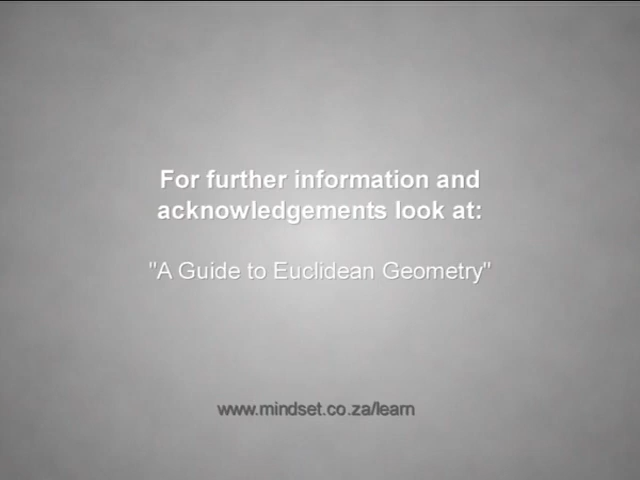 For further information and
acknowledgements look at:
"A Guide to Euclidean Geometry"
www.mindset.co.za/learn